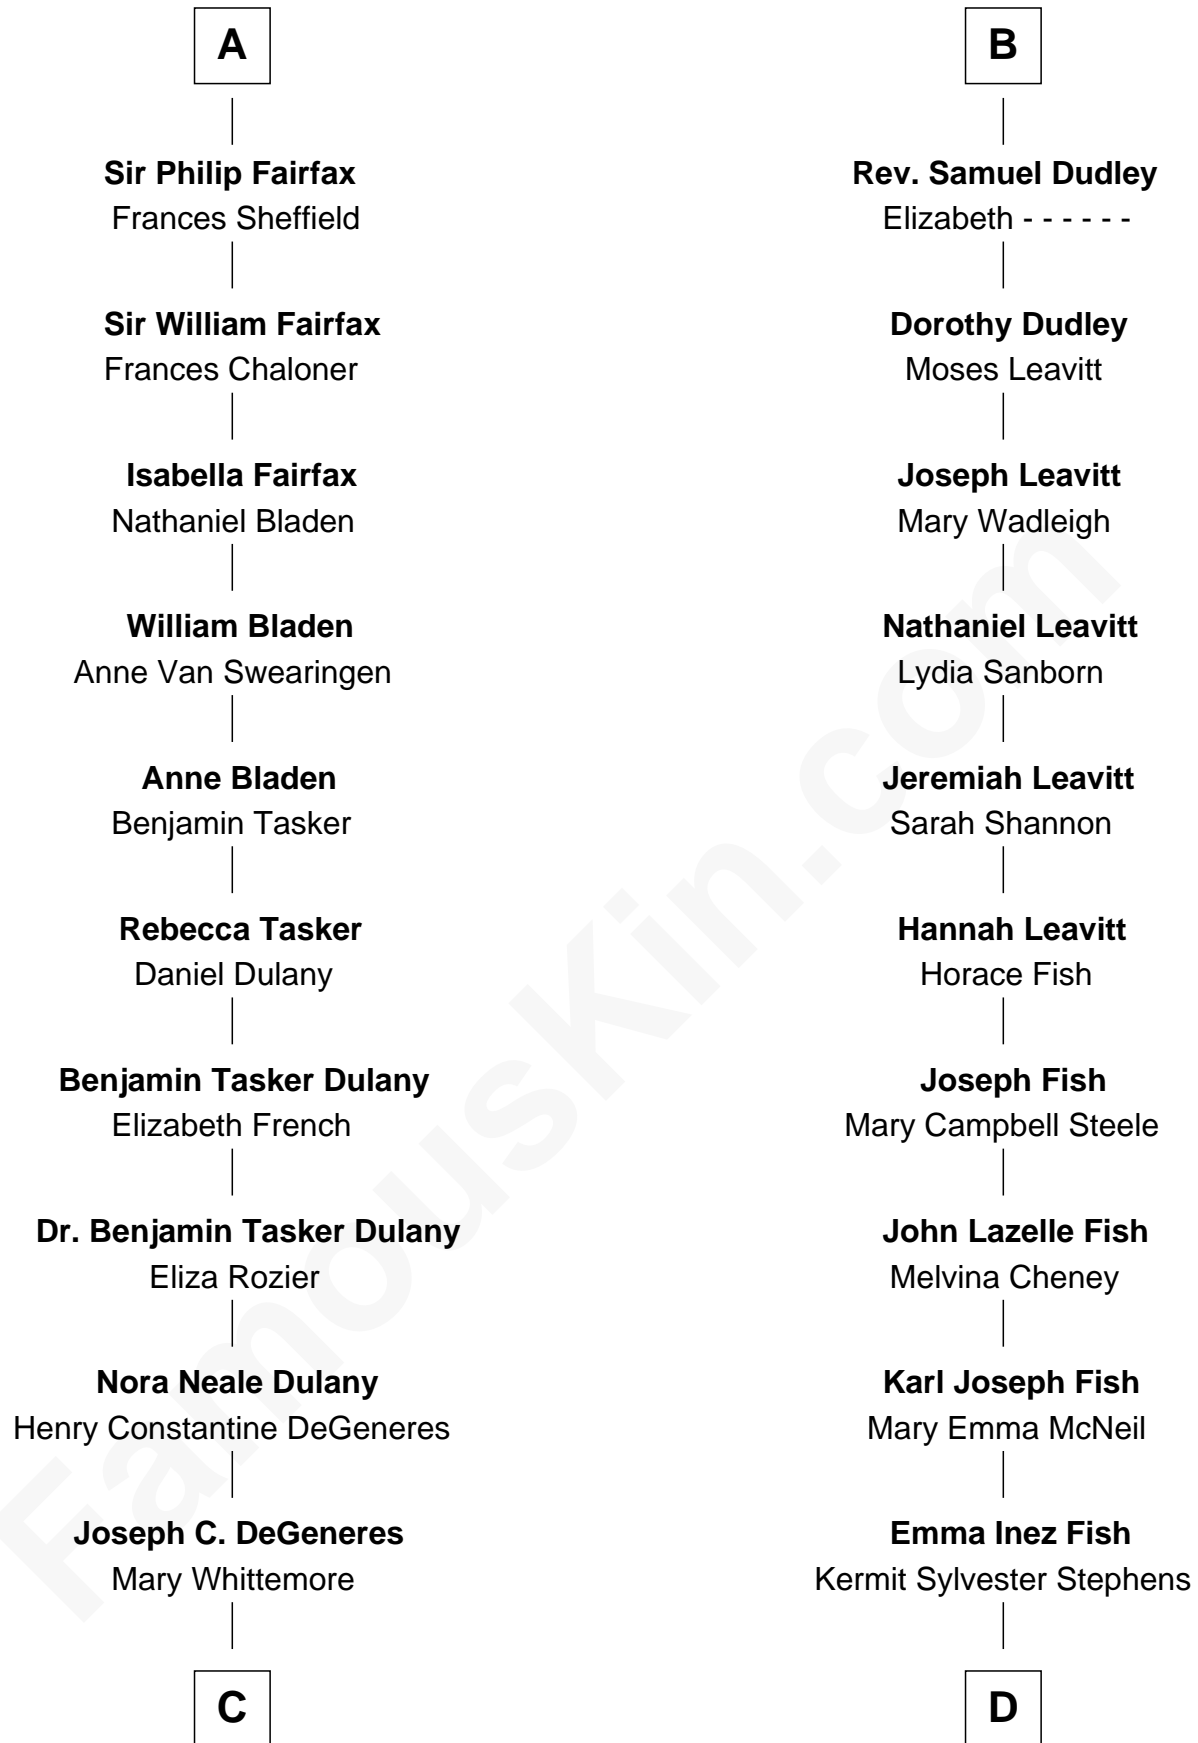 A
Sir Philip Fairfax
Frances Sheffield
Sir William Fairfax
Frances Chaloner
Isabella Fairfax
Nathaniel Bladen
William Bladen
Anne Van Swearingen
Anne Bladen
Benjamin Tasker
Rebecca Tasker
Daniel Dulany
Benjamin Tasker Dulany
Elizabeth French
Dr. Benjamin Tasker Dulany
Eliza Rozier
Nora Neale Dulany
Henry Constantine DeGeneres
Joseph C. DeGeneres
Mary Whittemore
C
B
Rev. Samuel Dudley
Elizabeth - - - - - -
Dorothy Dudley
Moses Leavitt
Joseph Leavitt
Mary Wadleigh
Nathaniel Leavitt
Lydia Sanborn
Jeremiah Leavitt
Sarah Shannon
Hannah Leavitt
Horace Fish
Joseph Fish
Mary Campbell Steele
John Lazelle Fish
Melvina Cheney
Karl Joseph Fish
Mary Emma McNeil
Emma Inez Fish
Kermit Sylvester Stephens
D
FamousKin.com